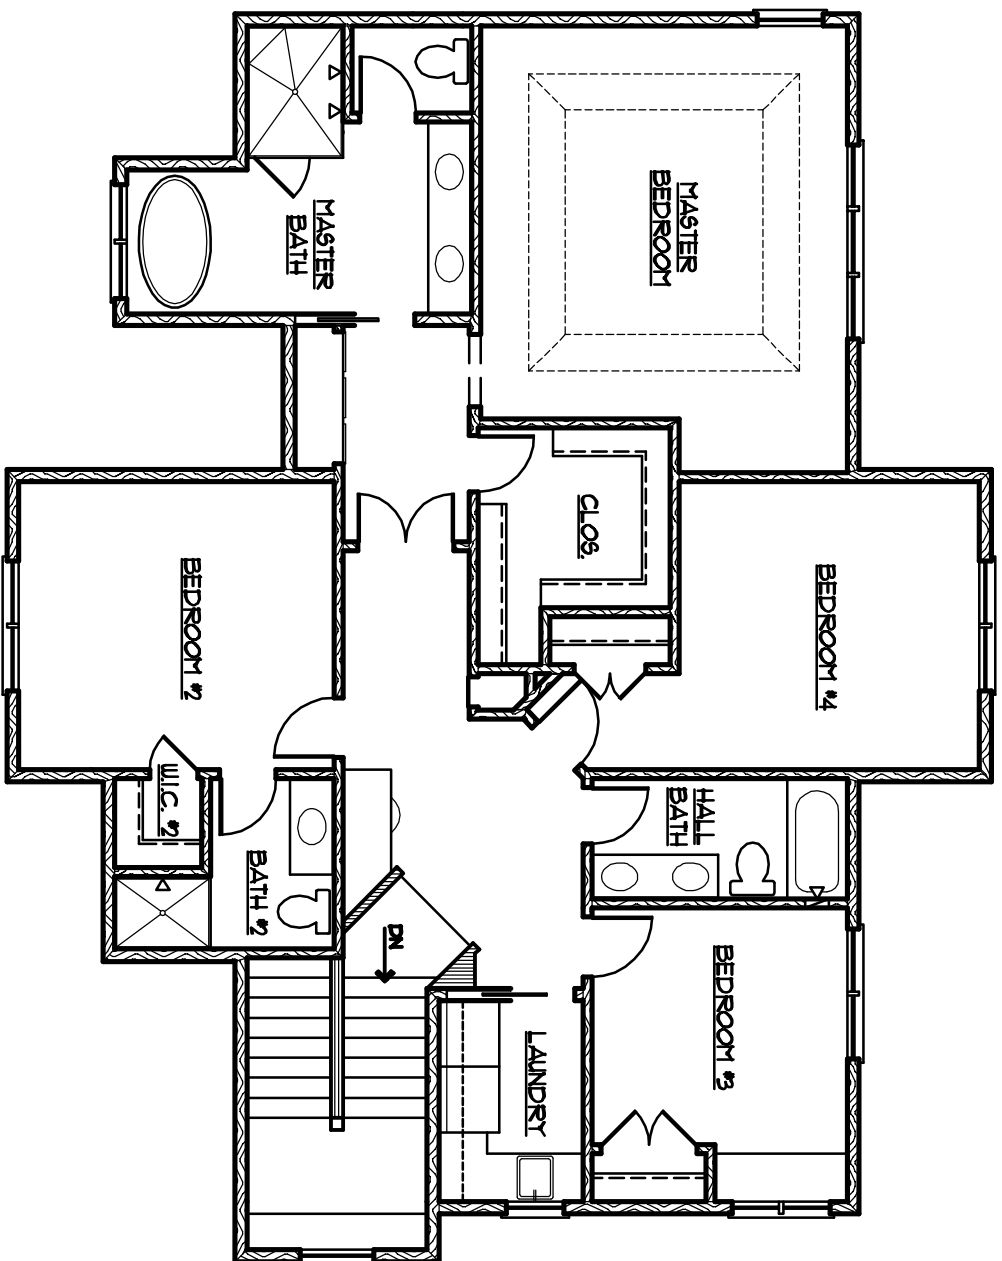 MASTER
BEDROOM
MASTER
BATH
CLOS.
BEDROOM #4
BEDROOM #2
HALL
BATH
W.I.C. #2
BATH #2
DN
BEDROOM #3
LAUNDRY